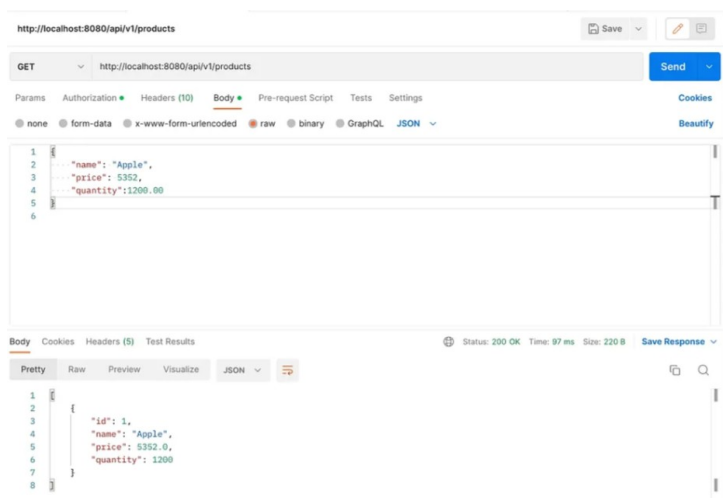 http://localhost:8080/api/v1/products
Save
GET http://localhost:8080/api/v1/products Send
Params Authorization Headers (10) Body Pre-request Script Tests Settings Cookies
none form-data x-www-form-urlencoded raw binary GraphQL JSON Beautify
1 {
2 "name": "Apple",
3 "price": 5352,
4 "quantity":1200.00
5 }
6
Body Cookies Headers (5) Test Results Status: 200 OK Time: 97 ms Size: 220 B Save Response
Pretty Raw Preview Visualize JSON
1 [
2 {
3 "id": 1,
4 "name": "Apple",
5 "price": 5352.0,
6 "quantity": 1200
7 }
8 ]